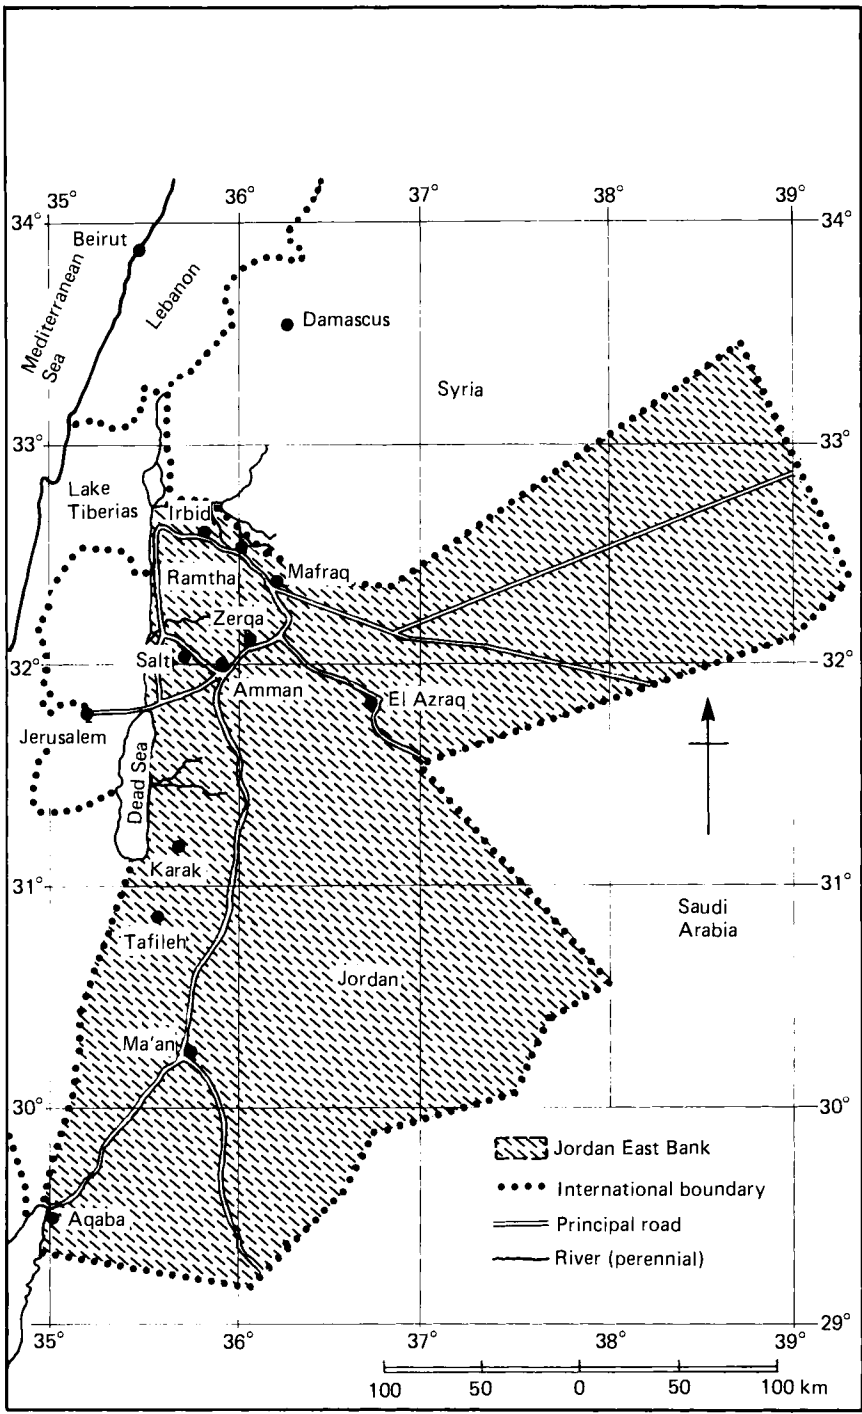 35°
36°
37°
38°
39°
34°
34°
Beirut
Mediterranean
Sea
Lebanon
Damascus
Syria
33°
33°
Lake
Tiberias
Irbid
Ramtha
Mafraq
Zerqa
32°
Salt
32°
Amman
El Azraq
Jerusalem
Dead Sea
Karak
31°
31°
Saudi
Arabia
Tafileh
Jordan
Ma'an
30°
30°
Jordan East Bank
International boundary
Aqaba
Principal road
River (perennial)
29°
35°
36°
37°
38°
39°
100 50 0 50 100 km